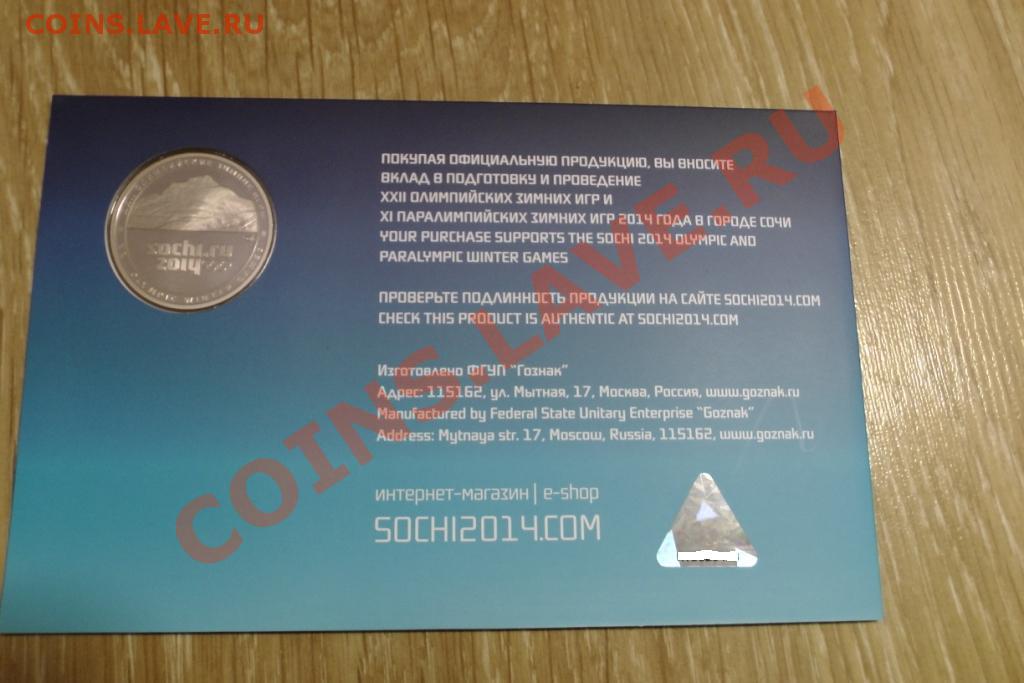 COINS.LAVE.RU
sochi.ru
2014
ПОКУПАЯ ОФИЦИАЛЬНУЮ ПРОДУКЦИЮ, ВЫ ВНОСИТЕ
ВКЛАД В ПОДГОТОВКУ И ПРОВЕДЕНИЕ
XXII ОЛИМПИЙСКИХ ЗИМНИХ ИГР И
XI ПАРАЛИМПИЙСКИХ ЗИМНИХ ИГР 2014 ГОДА В ГОРОДЕ СОЧИ
YOUR PURCHASE SUPPORTS THE SOCHI 2014 OLYMPIC AND
PARALYMPIC WINTER GAMES
ПРОВЕРЬТЕ ПОДЛИННОСТЬ ПРОДУКЦИИ НА САЙТЕ SOCHI2014.COM
CHECK THIS PRODUCT IS AUTHENTIC AT SOCHI2014.COM
Изготовлено ФГУП "Гознак"
Адрес: 115162, ул. Мытная, 17, Москва, Россия, www.goznak.ru
Manufactured by Federal State Unitary Enterprise "Goznak"
Address: Mytnaya str. 17, Moscow, Russia, 115162, www.goznak.ru
интернет-магазин | e-shop
SOCHI2014.COM
COINS.LAVE.RU